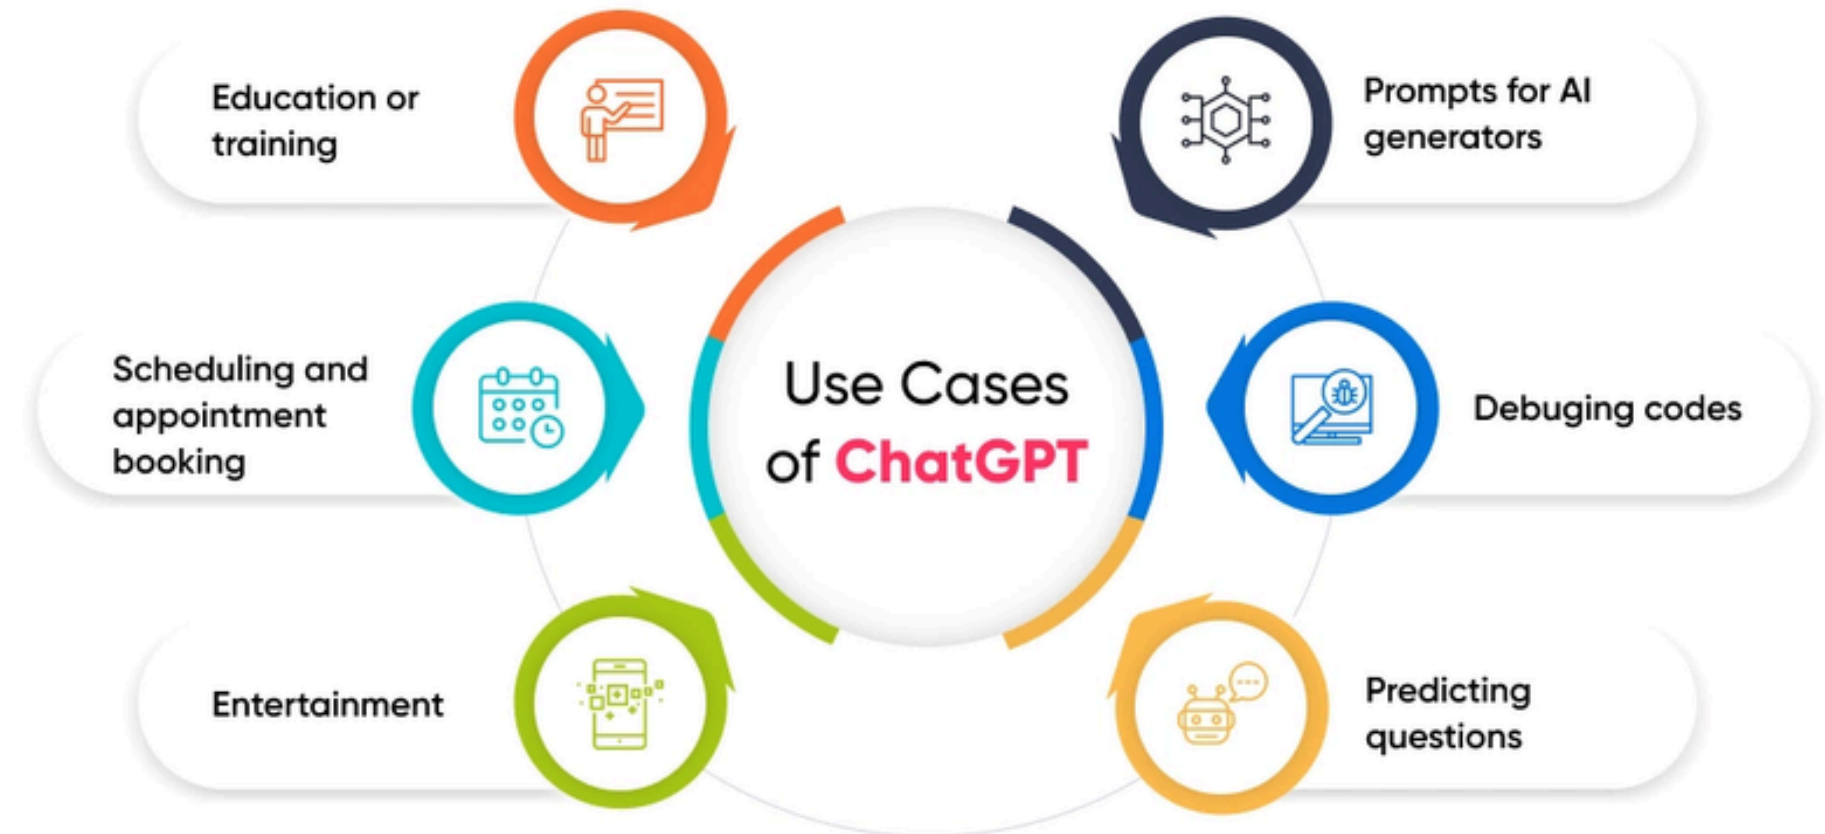 Education or
training
Scheduling and
appointment
booking
Entertainment
Use Cases
of ChatGPT
Prompts for AI
generators
Debuging codes
Predicting
questions